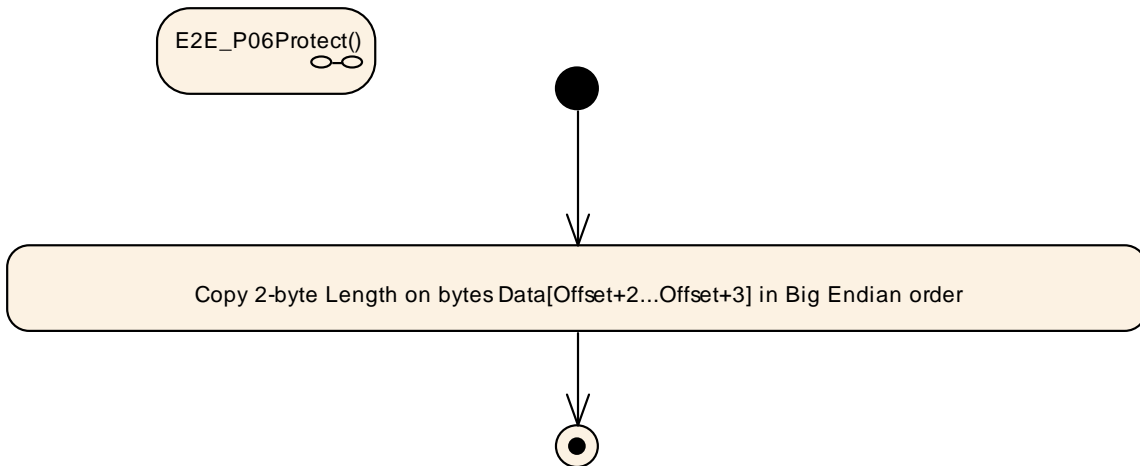 E2E_P06Protect()
Copy 2-byte Length on bytes Data[Offset+2...Offset+3] in Big Endian order